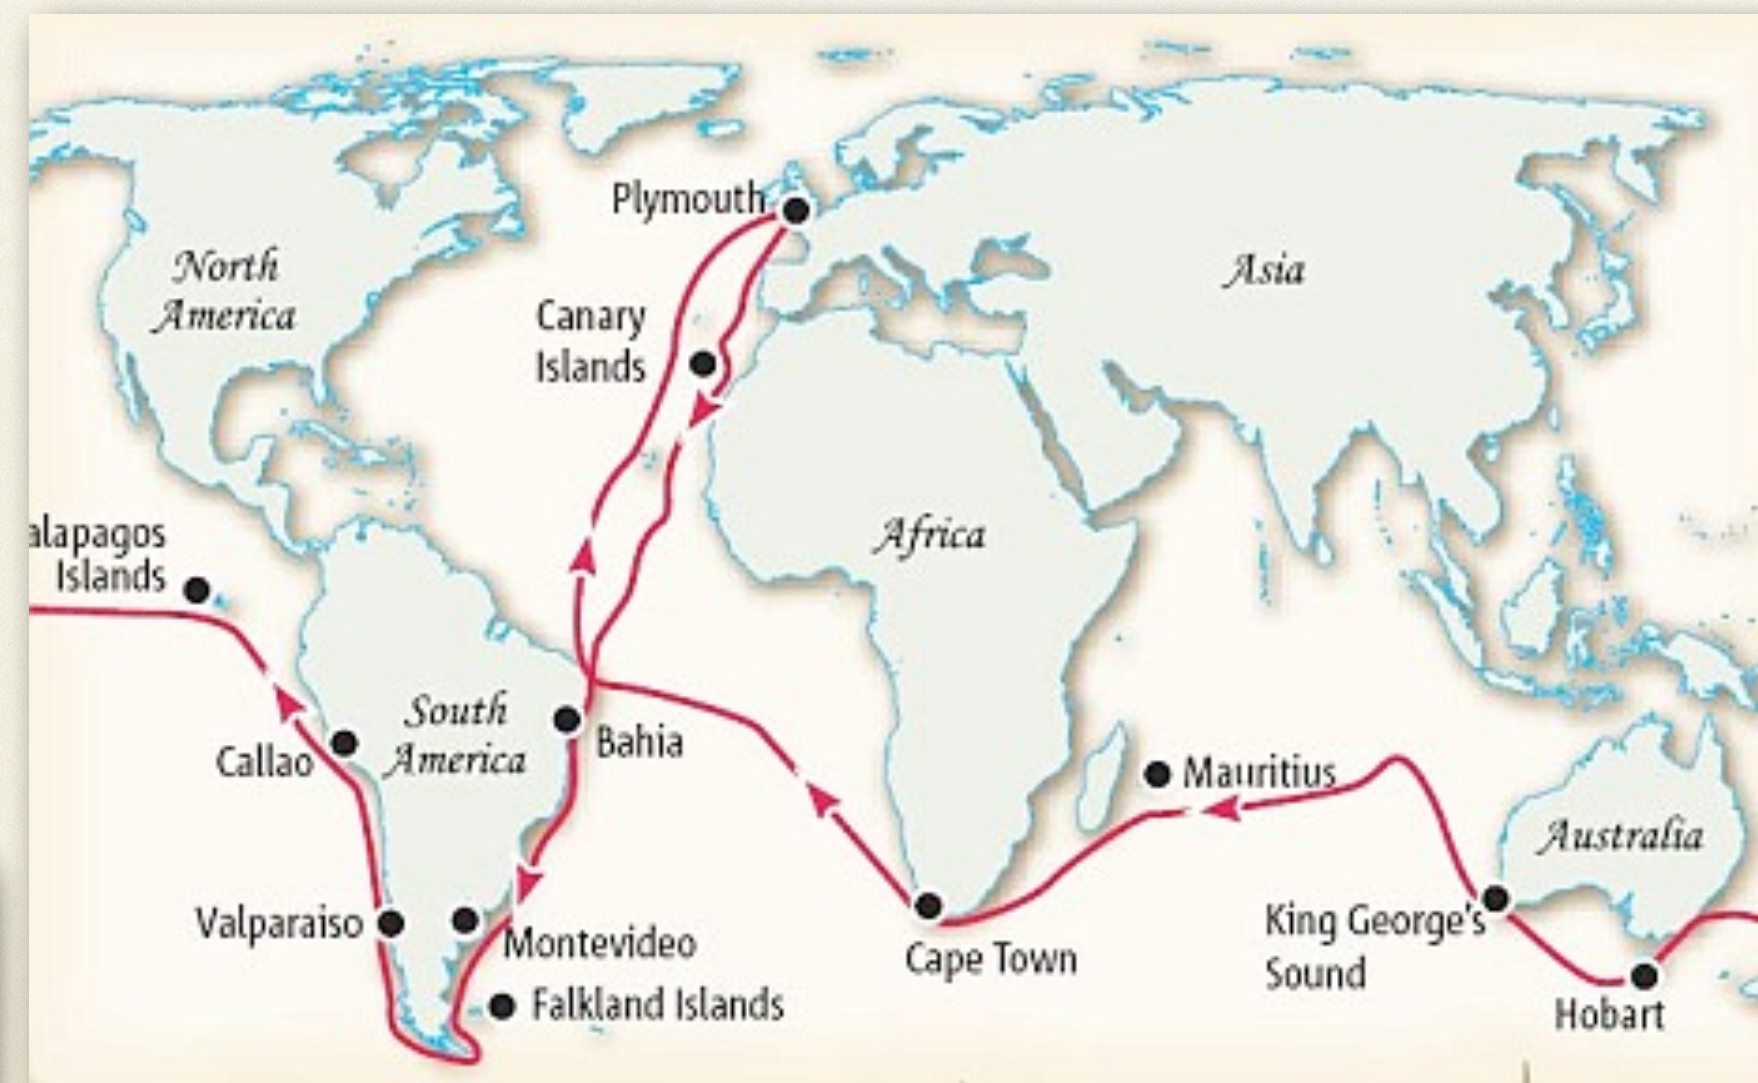 Plymouth
North
America
Asia
Canary
Islands
Africa
alapagos
Islands
South
America
Callao
Bahia
Mauritius
Australia
Valparaiso
Montevideo
King George's
Sound
Cape Town
Falkland Islands
Hobart